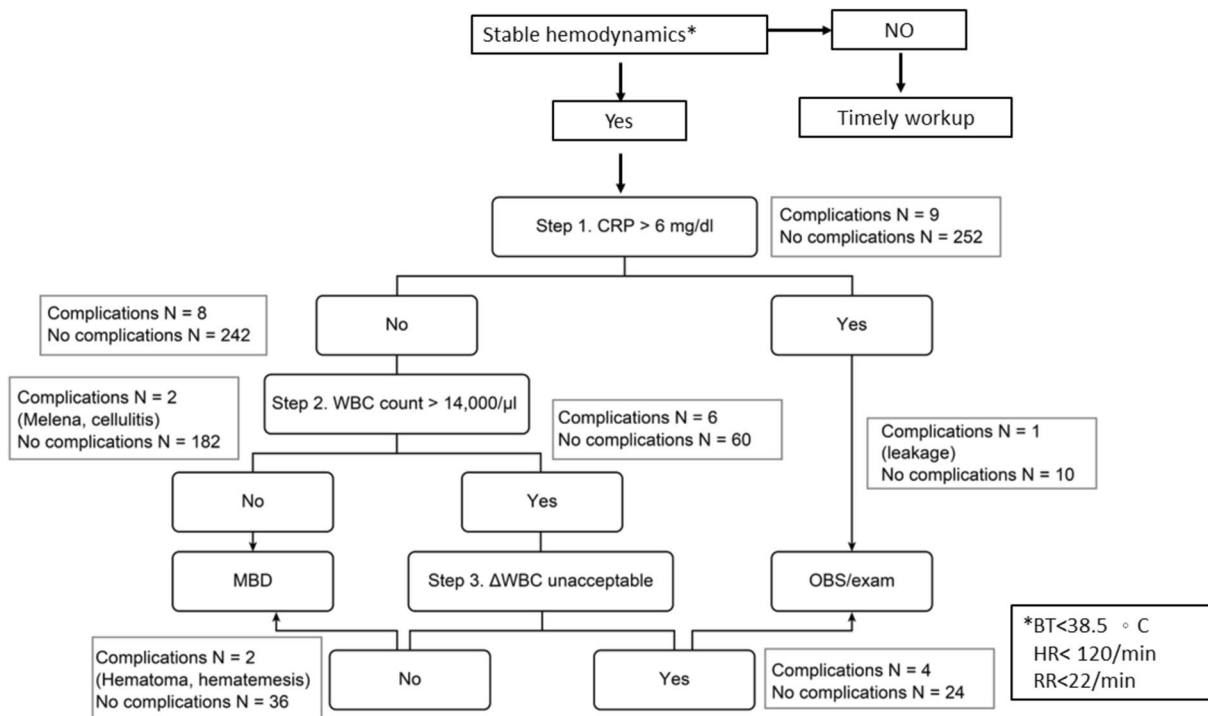 Stable hemodynamics*
NO
Yes
Timely workup
Step 1. CRP > 6 mg/dl
Complications N = 9
No complications N = 252
Complications N = 8
No complications N = 242
No
Yes
Complications N = 2
(Melena, cellulitis)
No complications N = 182
Step 2. WBC count > 14,000/µl
Complications N = 6
No complications N = 60
Complications N = 1
(leakage)
No complications N = 10
No
Yes
MBD
Step 3. ΔWBC unacceptable
OBS/exam
Complications N = 2
(Hematoma, hematemesis)
No complications N = 36
No
Yes
Complications N = 4
No complications N = 24
*BT<38.5 ◦ C
HR< 120/min
RR<22/min